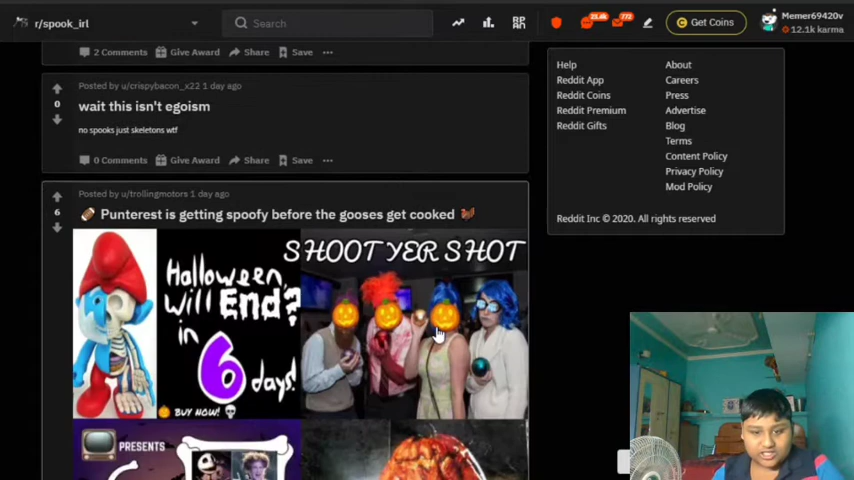 r/spook_irl
Search
21.6k
772
Get Coins
Memer69420v
12.1k karma
2 Comments
Give Award
Share
Save
Posted by u/crispybacon_x22 1 day ago
0
wait this isn't egoism
no spooks just skeletons wtf
0 Comments
Give Award
Share
Save
Posted by u/trollingmotors 1 day ago
6
🏈 Punterest is getting spoofy before the gooses get cooked 🦃
Halloween
will End?
in
6
days!
BUY NOW!
SHOOT YER SHOT
PRESENTS
Help
About
Reddit App
Careers
Reddit Coins
Press
Reddit Premium
Advertise
Reddit Gifts
Blog
Terms
Content Policy
Privacy Policy
Mod Policy
Reddit Inc © 2020. All rights reserved